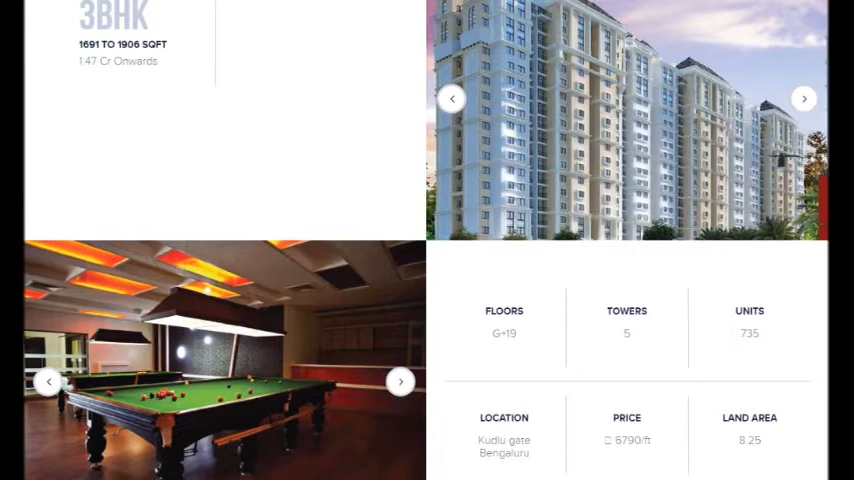 3BHK
1691 TO 1906 SQFT
1.47 Cr Onwards
FLOORS
G+19
TOWERS
5
UNITS
735
LOCATION
Kudlu gate
Bengaluru
PRICE
□ 6790/ft
LAND AREA
8.25